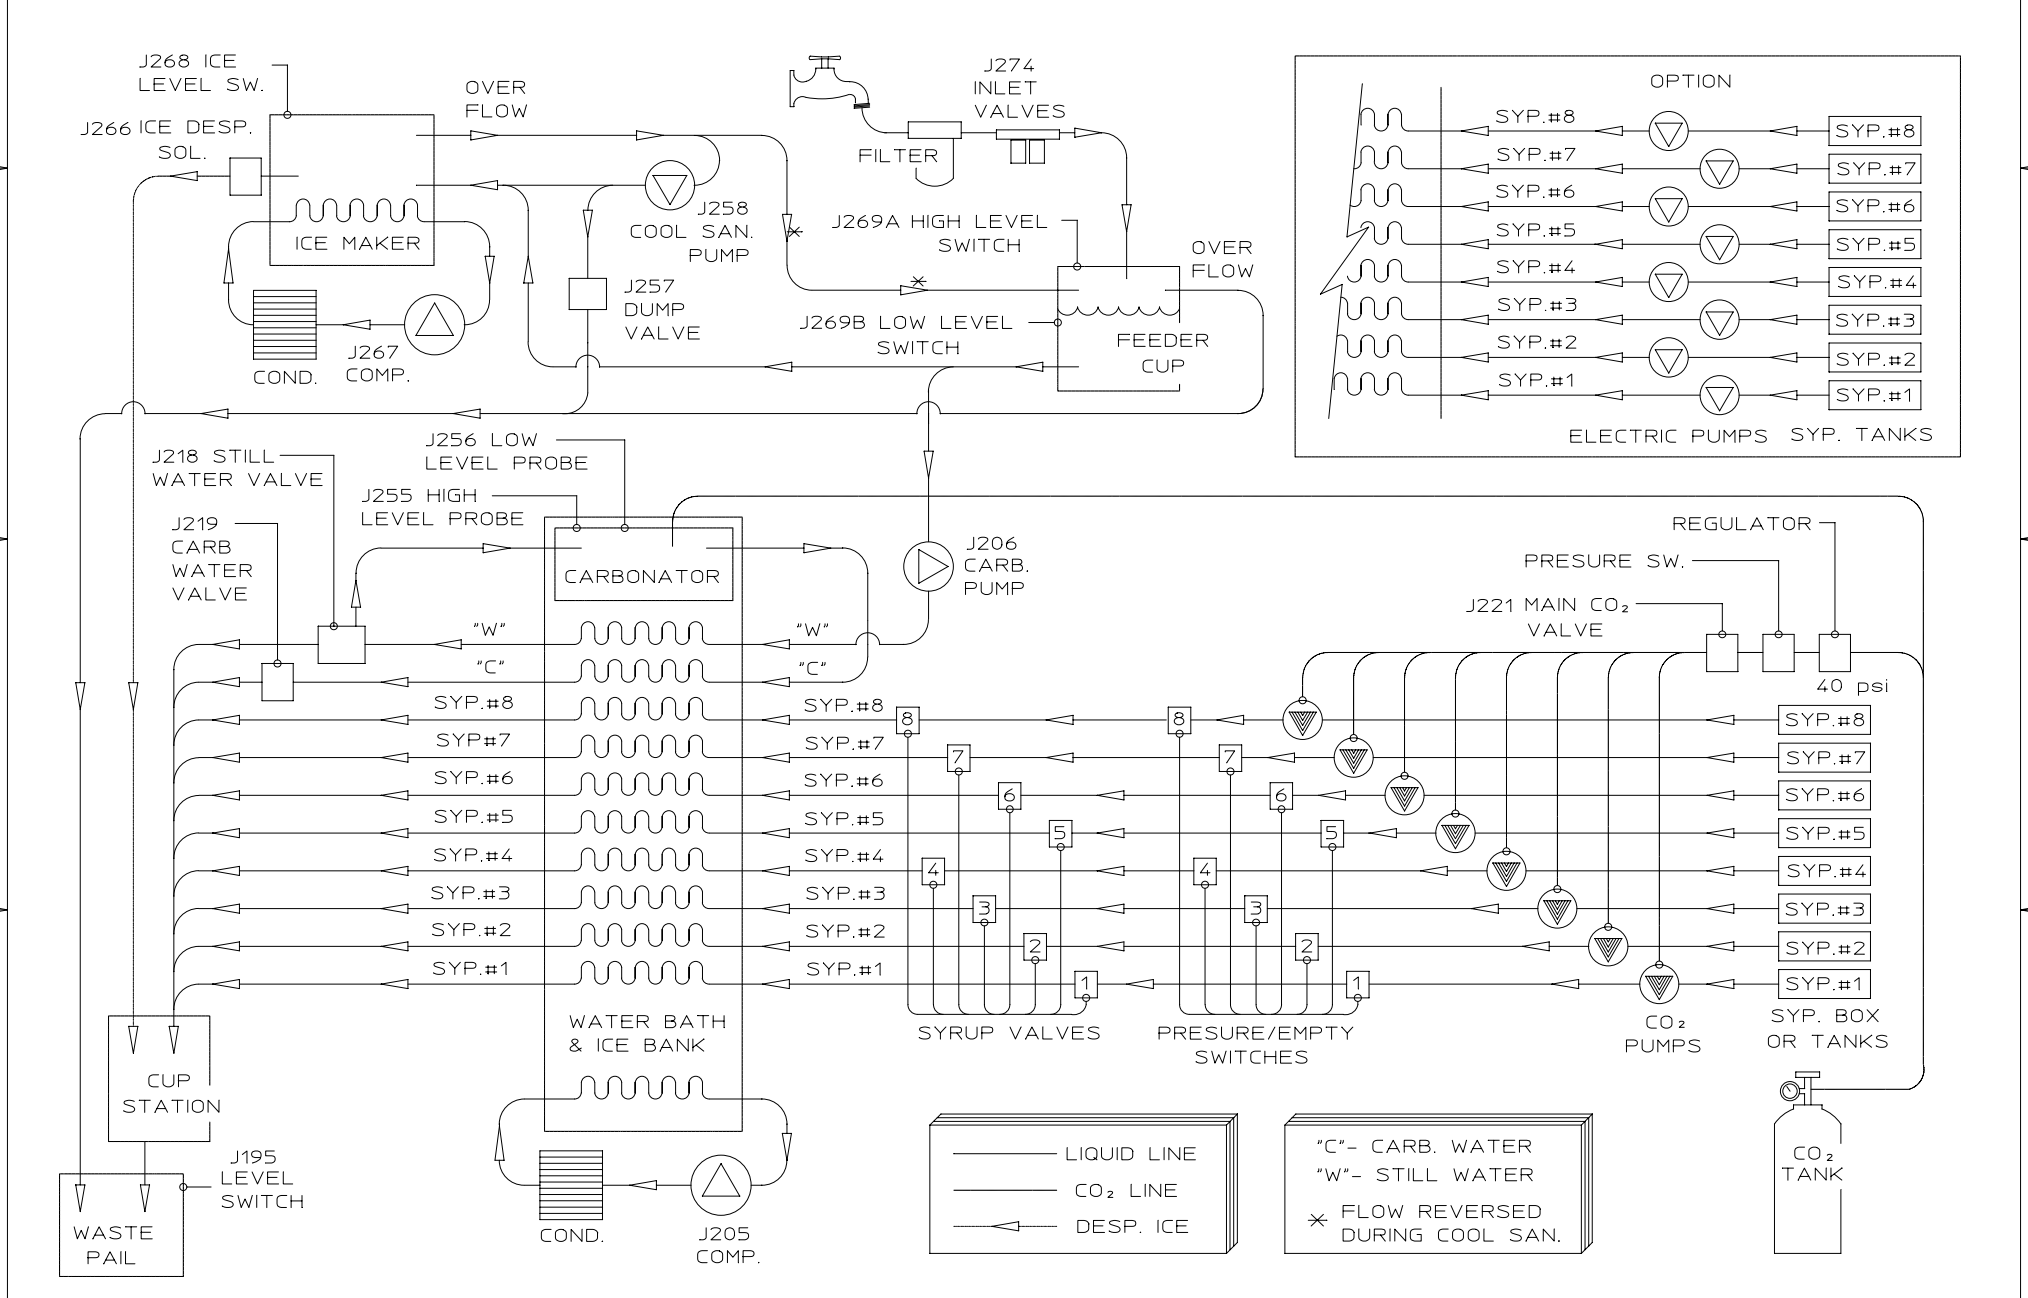 J268 ICE
LEVEL SW.
J266 ICE DESP.
SOL.
OVER
FLOW
ICE MAKER
COND.
J267
COMP.
J258
COOL SAN.
PUMP
J257
DUMP
VALVE
FILTER
J274
INLET
VALVES
J269A HIGH LEVEL
SWITCH
J269B LOW LEVEL
SWITCH
OVER
FLOW
FEEDER
CUP
OPTION
SYP.#8
SYP.#8
SYP.#7
SYP.#7
SYP.#6
SYP.#6
SYP.#5
SYP.#5
SYP.#4
SYP.#4
SYP.#3
SYP.#3
SYP.#2
SYP.#2
SYP.#1
SYP.#1
ELECTRIC PUMPS SYP. TANKS
J256 LOW
LEVEL PROBE
J218 STILL
WATER VALVE
J255 HIGH
LEVEL PROBE
J219
CARB
WATER
VALVE
CARBONATOR
J206
CARB.
PUMP
REGULATOR
PRESURE SW.
J221 MAIN CO₂
VALVE
40 psi
"W" "W"
"C" "C"
SYP.#8 SYP.#8 8 8 SYP.#8
SYP#7 SYP.#7 7 7 SYP.#7
SYP.#6 SYP.#6 6 6 SYP.#6
SYP.#5 SYP.#5 5 5 SYP.#5
SYP.#4 SYP.#4 4 4 SYP.#4
SYP.#3 SYP.#3 3 3 SYP.#3
SYP.#2 SYP.#2 2 2 SYP.#2
SYP.#1 SYP.#1 1 1 SYP.#1
WATER BATH
& ICE BANK
SYRUP VALVES
PRESURE/EMPTY
SWITCHES
CO₂
PUMPS
SYP. BOX
OR TANKS
CUP
STATION
J195
LEVEL
SWITCH
WASTE
PAIL
COND.
J205
COMP.
LIQUID LINE
CO₂ LINE
DESP. ICE
"C"- CARB. WATER
"W"- STILL WATER
* FLOW REVERSED
DURING COOL SAN.
CO₂
TANK